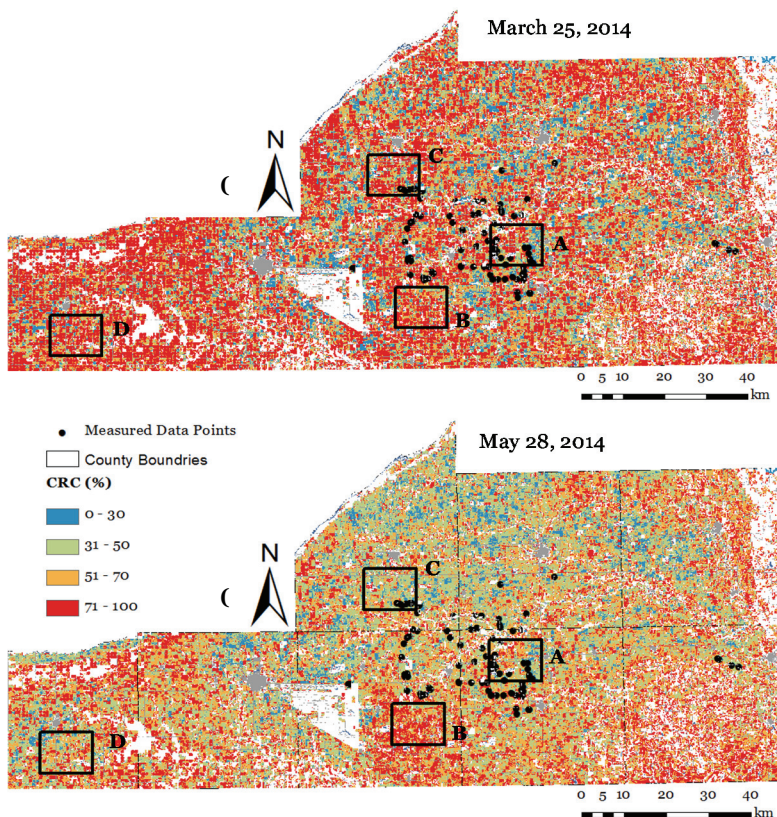 March 25, 2014
N
C
(
A
B
D
0 5 10 20 30 40
km
Measured Data Points
May 28, 2014
County Boundries
CRC (%)
0 - 30
31 - 50
51 - 70
71 - 100
N
C
(
A
B
D
0 5 10 20 30 40
km